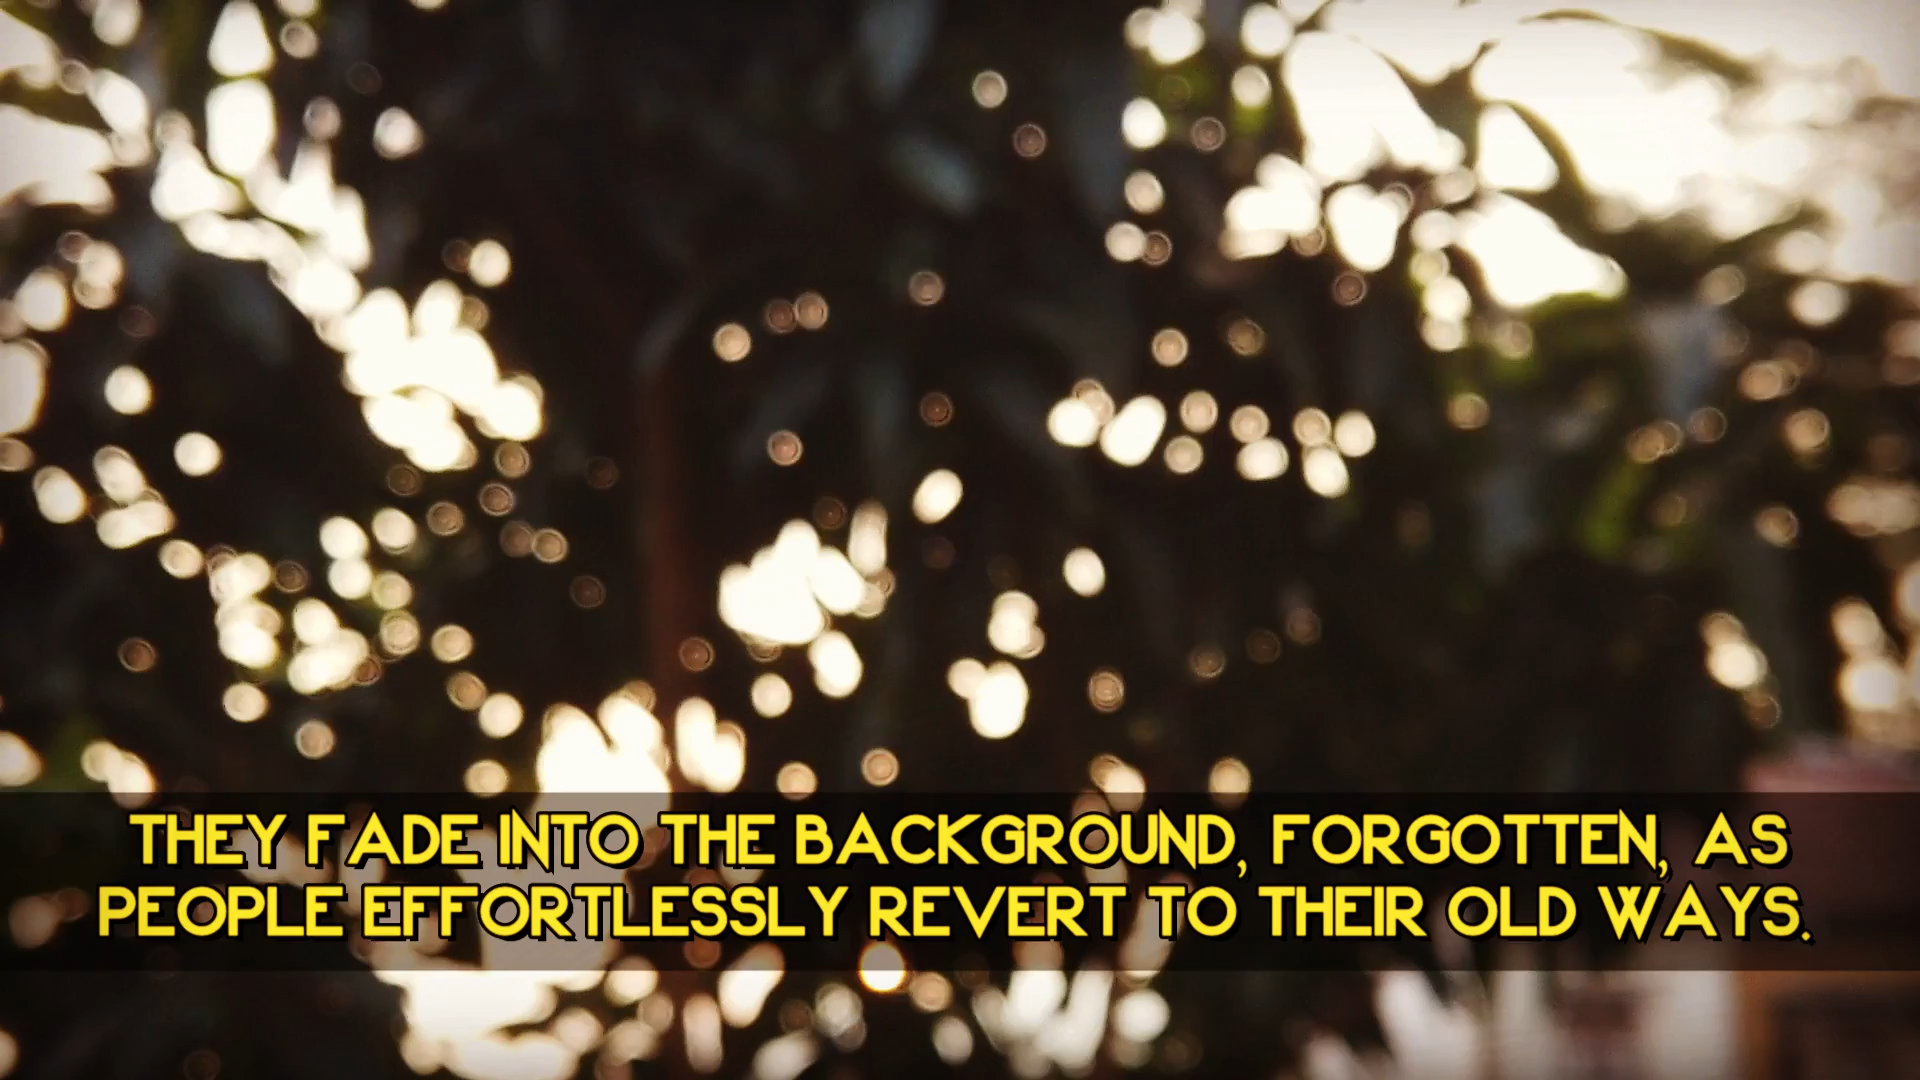 THEY FADE INTO THE BACKGROUND, FORGOTTEN, AS
PEOPLE EFFORTLESSLY REVERT TO THEIR OLD WAYS.